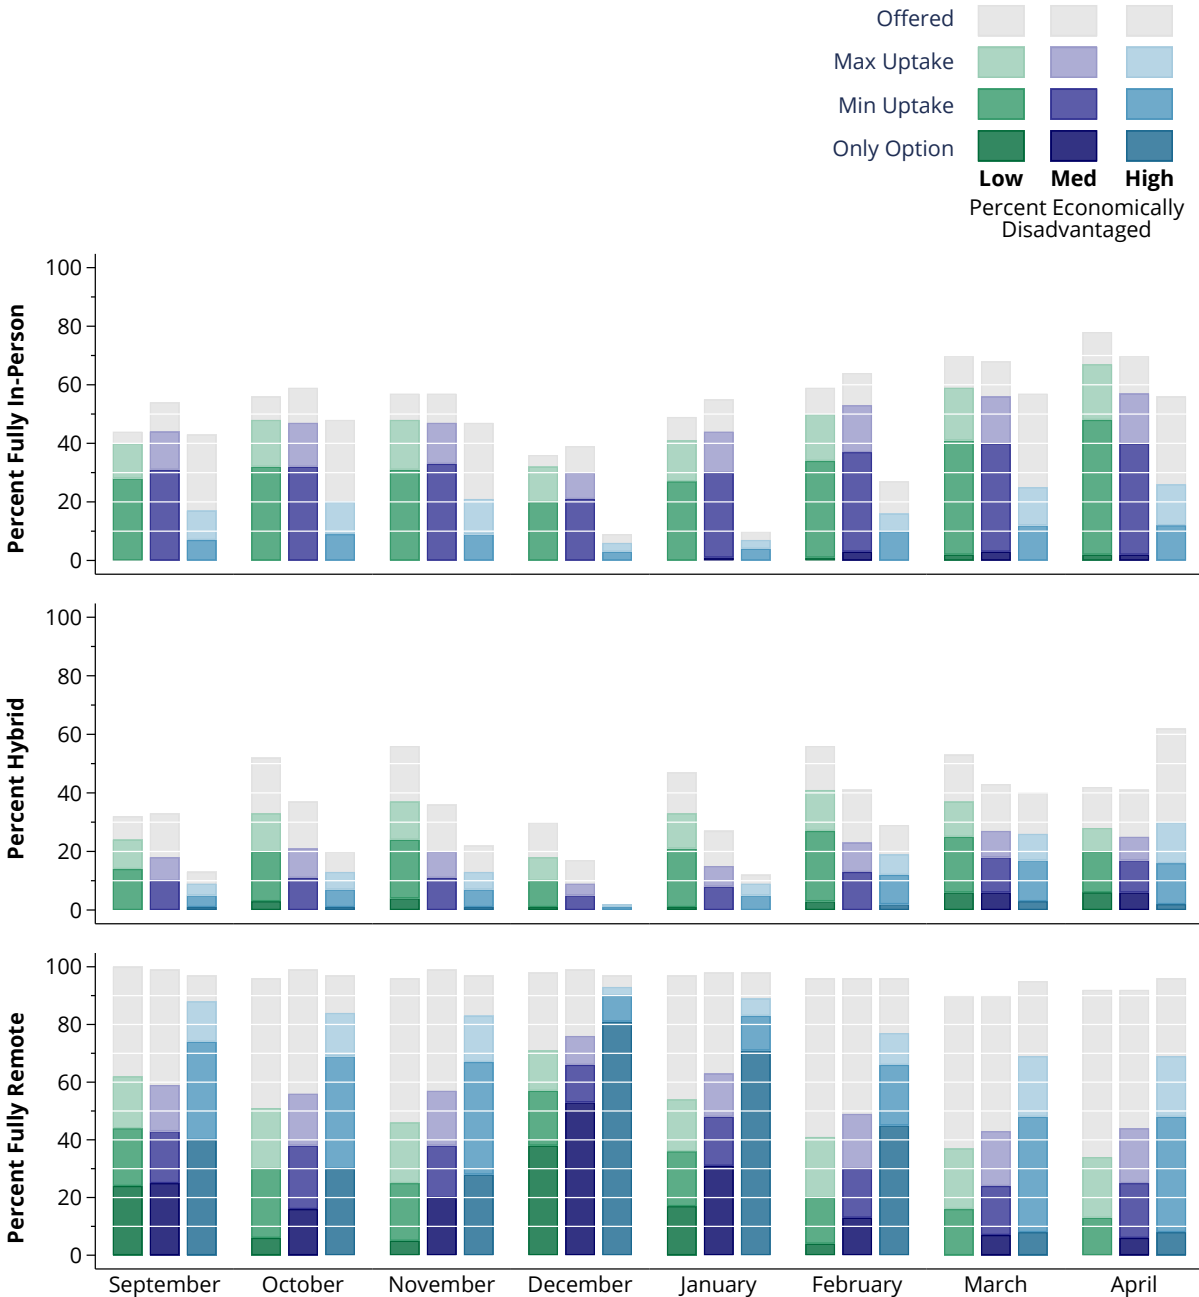 Offered
Max Uptake
Min Uptake
Only Option
Low Med High
Percent Economically
Disadvantaged
Percent Fully In-Person
100
80
60
40
20
0
Percent Hybrid
100
80
60
40
20
0
Percent Fully Remote
100
80
60
40
20
0
September October November December January February March April